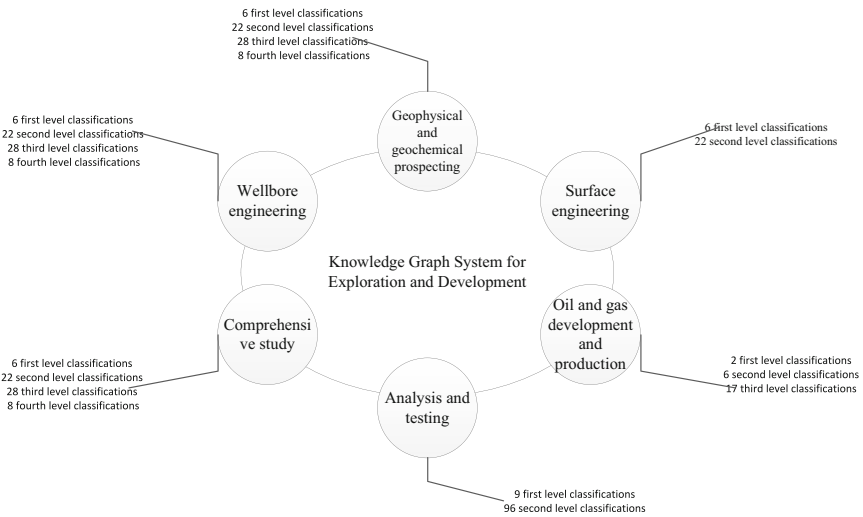 6 first level classifications
22 second level classifications
28 third level classifications
8 fourth level classifications
Geophysical
and
geochemical
prospecting
6 first level classifications
22 second level classifications
28 third level classifications
8 fourth level classifications
Wellbore
engineering
6 first level classifications
22 second level classifications
Surface
engineering
Knowledge Graph System for
Exploration and Development
Comprehensi
ve study
6 first level classifications
22 second level classifications
28 third level classifications
8 fourth level classifications
Oil and gas
development
and
production
2 first level classifications
6 second level classifications
17 third level classifications
Analysis and
testing
9 first level classifications
96 second level classifications